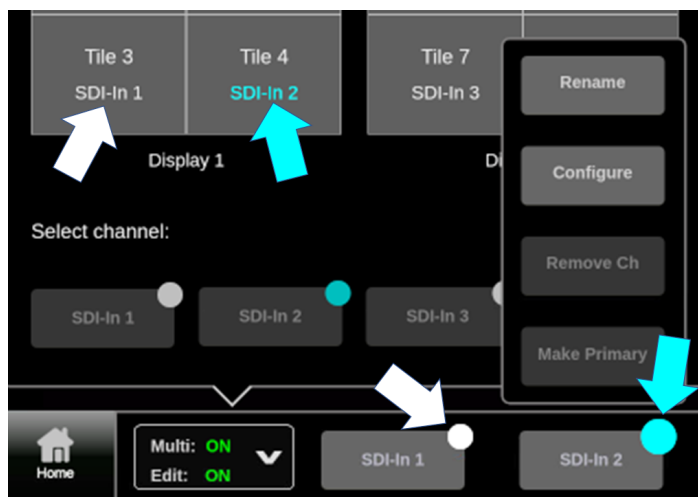 Tile 3
Tile 4
Tile 7
SDI-In 1
SDI-In 2
SDI-In 3
Rename
Display 1
Di
Configure
Select channel:
Remove Ch
SDI-In 1
SDI-In 2
SDI-In 3
Make Primary
Home
Multi: ON
Edit: ON
SDI-In 1
SDI-In 2